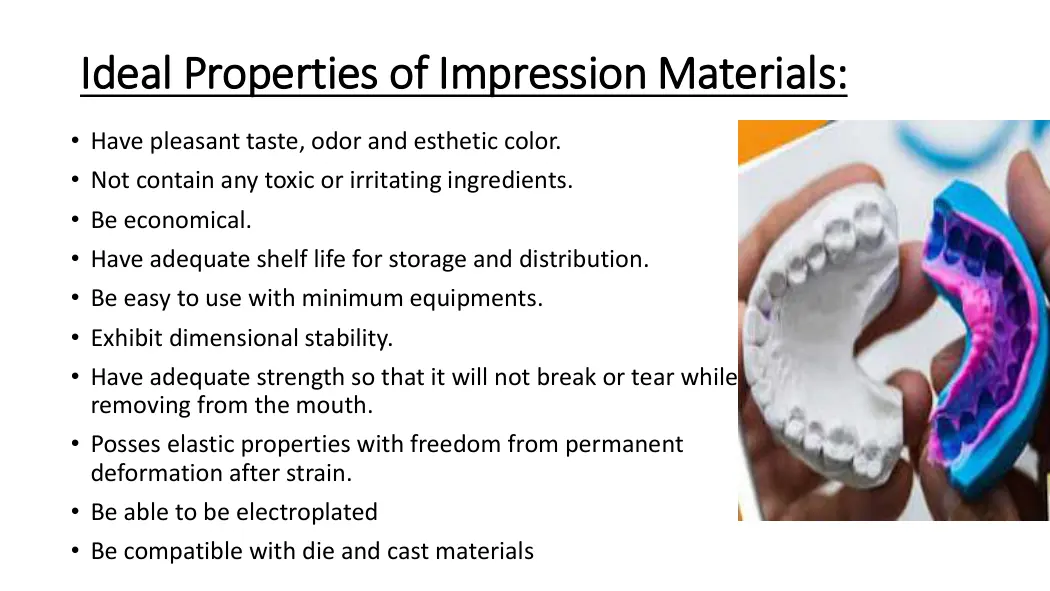 Ideal Properties of Impression Materials:
• Have pleasant taste, odor and esthetic color.
• Not contain any toxic or irritating ingredients.
• Be economical.
• Have adequate shelf life for storage and distribution.
• Be easy to use with minimum equipments.
• Exhibit dimensional stability.
• Have adequate strength so that it will not break or tear while
removing from the mouth.
• Posses elastic properties with freedom from permanent
deformation after strain.
• Be able to be electroplated
• Be compatible with die and cast materials